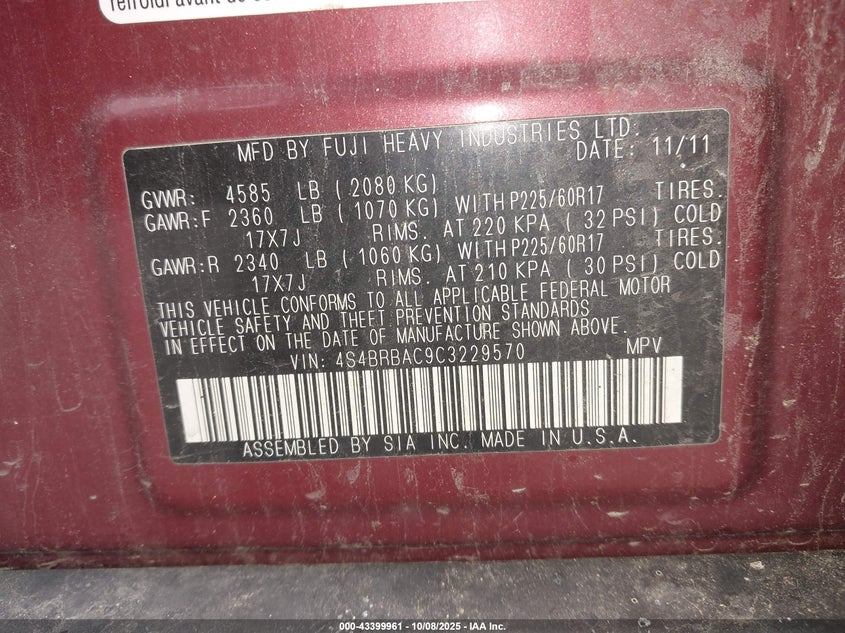 refroidi avant de
MFD BY FUJI HEAVY INDUSTRIES LTD.
DATE: 11/11
GVWR: 4585 LB ( 2080 KG)
GAWR:F 2360 LB ( 1070 KG) WITH P225/60R17 TIRES.
17X7J RIMS. AT 220 KPA ( 32 PSI) COLD
GAWR:R 2340 LB ( 1060 KG) WITH P225/60R17 TIRES.
17X7J RIMS. AT 210 KPA ( 30 PSI) COLD
THIS VEHICLE CONFORMS TO ALL APPLICABLE FEDERAL MOTOR
VEHICLE SAFETY AND THEFT PREVENTION STANDARDS
IN EFFECT ON THE DATE OF MANUFACTURE SHOWN ABOVE.
VIN: 4S4BRBAC9C3229570 MPV
ASSEMBLED BY SIA INC. MADE IN U.S.A.
000-43399961 - 10/08/2025 - IAA Inc.